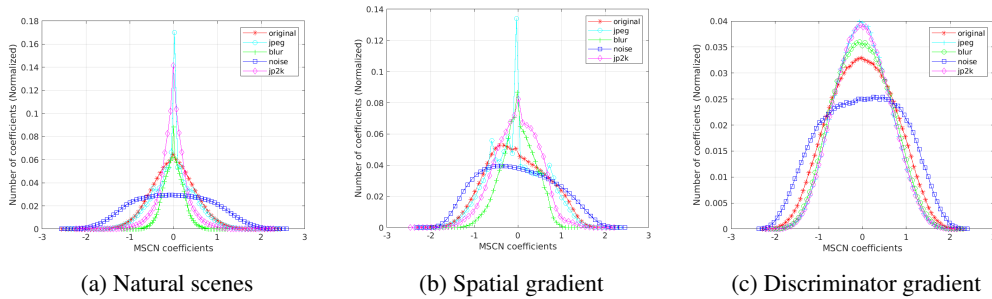 0.18
0.16
0.14
0.12
0.1
0.08
0.06
0.04
0.02
0
Number of coefficients (Normalized)
-3 -2 -1 0 1 2 3
MSCN coefficients
original
jpeg
blur
noise
jp2k
(a) Natural scenes
0.14
0.12
0.1
0.08
0.06
0.04
0.02
0
Number of coefficients (Normalized)
-3 -2 -1 0 1 2 3
MSCN coefficients
original
jpeg
blur
noise
jp2k
(b) Spatial gradient
0.04
0.035
0.03
0.025
0.02
0.015
0.01
0.005
0
Number of coefficients (Normalized)
-3 -2 -1 0 1 2 3
MSCN coefficients
original
jpeg
blur
noise
jp2k
(c) Discriminator gradient